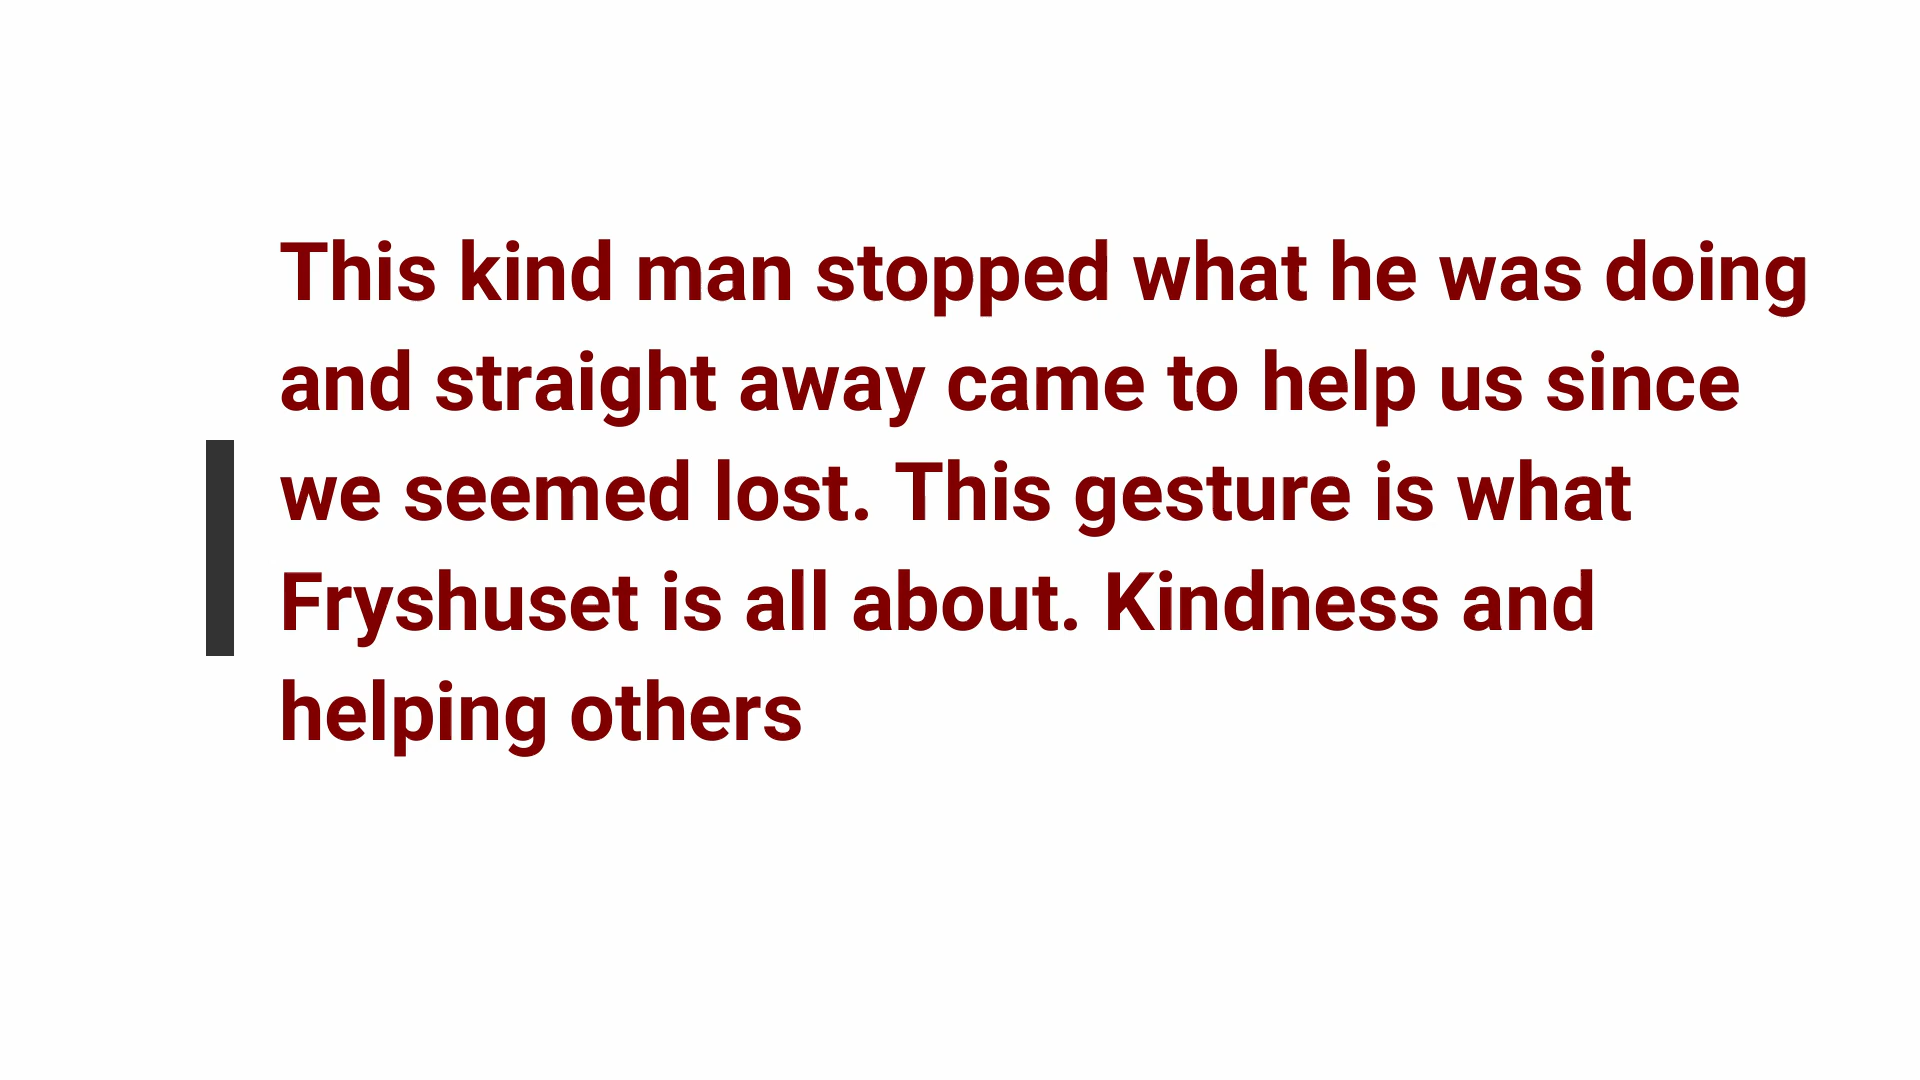 This kind man stopped what he was doing
and straight away came to help us since
we seemed lost. This gesture is what
Fryshuset is all about. Kindness and
helping others